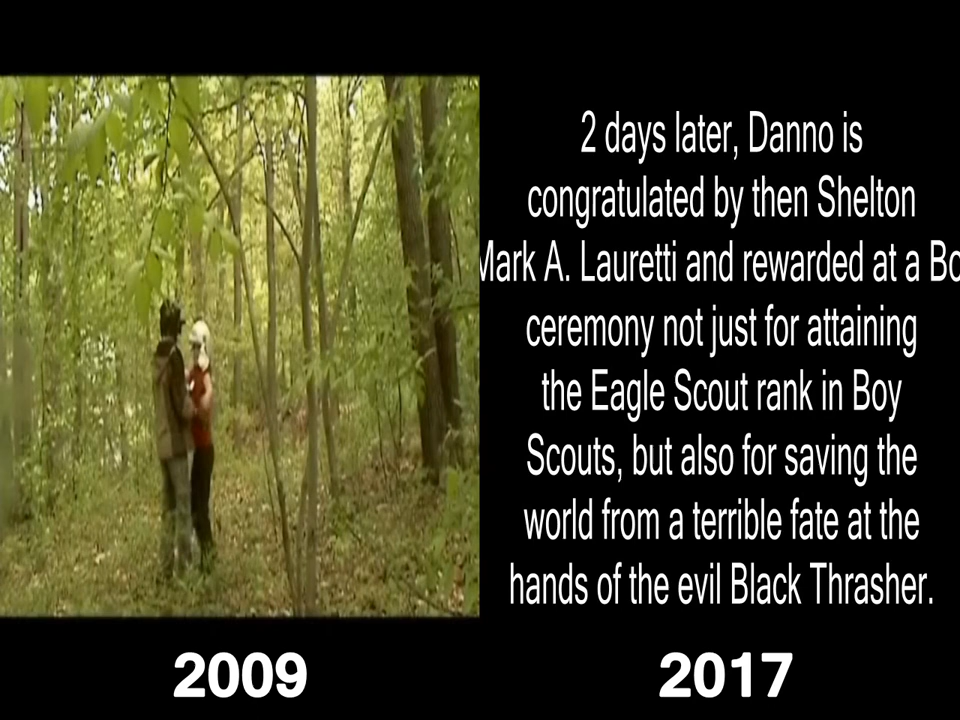 2 days later, Danno is
congratulated by then Shelton
Mark A. Lauretti and rewarded at a
ceremony not just for attaining
the Eagle Scout rank in Boy
Scouts, but also for saving the
world from a terrible fate at the
hands of the evil Black Thrasher.
2009
2017